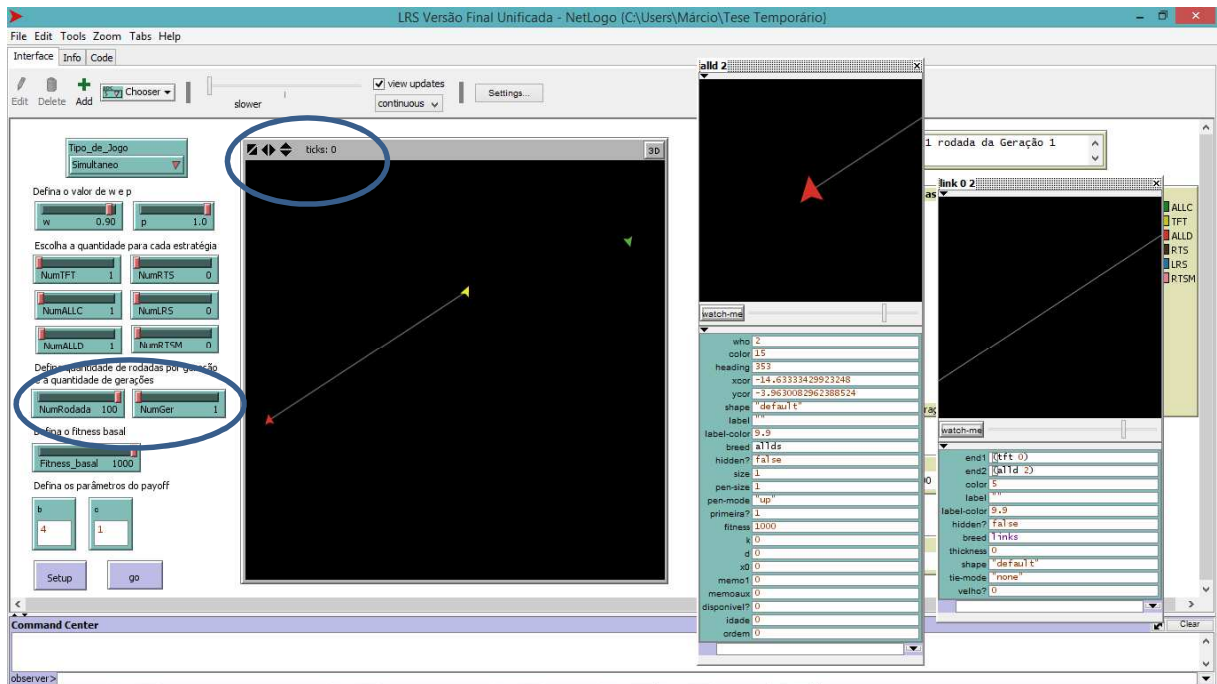 LRS Versão Final Unificada - NetLogo {C:\Users\Márcio\Tese Temporário}
File Edit Tools Zoom Tabs Help
Interface Info Code
Edit Delete Add Chooser
slower
view updates
continuous
Settings...
Tipo_de_Jogo
Simultaneo
Defina o valor de w e p
w 0.90 p 1.0
Escolha a quantidade para cada estratégia
NumTFT 1 NumRTS 0
NumALLC 1 NumLRS 0
NumALLD 1 NumRTSM 0
Defina quantidade de rodadas por geração
e a quantidade de gerações
NumRodada 100 NumGer 1
Defina o fitness basal
Fitness_basal 1000
Defina os parâmetros do payoff
b c
4 1
Setup go
ticks: 0
3D
alld 2
watch-me
who 2
color 15
heading 353
xcor -14.63333429923248
ycor -3.9630082962388524
shape "default"
label ""
label-color 9.9
breed allds
hidden? false
size 1
pen-size 1
pen-mode "up"
primeira? 1
fitness 1000
k 0
d 0
x0 0
memo1 0
memoaux 0
disponivel? 0
idade 0
ordem 0
1 rodada da Geração 1
as
link 0 2
ALLC
TFT
ALLD
RTS
LRS
RTSM
watch-me
end1 (tft 0)
end2 (alld 2)
color 5
label ""
label-color 9.9
hidden? false
breed links
thickness 0
shape "default"
tie-mode "none"
velho? 0
Command Center
Clear
observer>